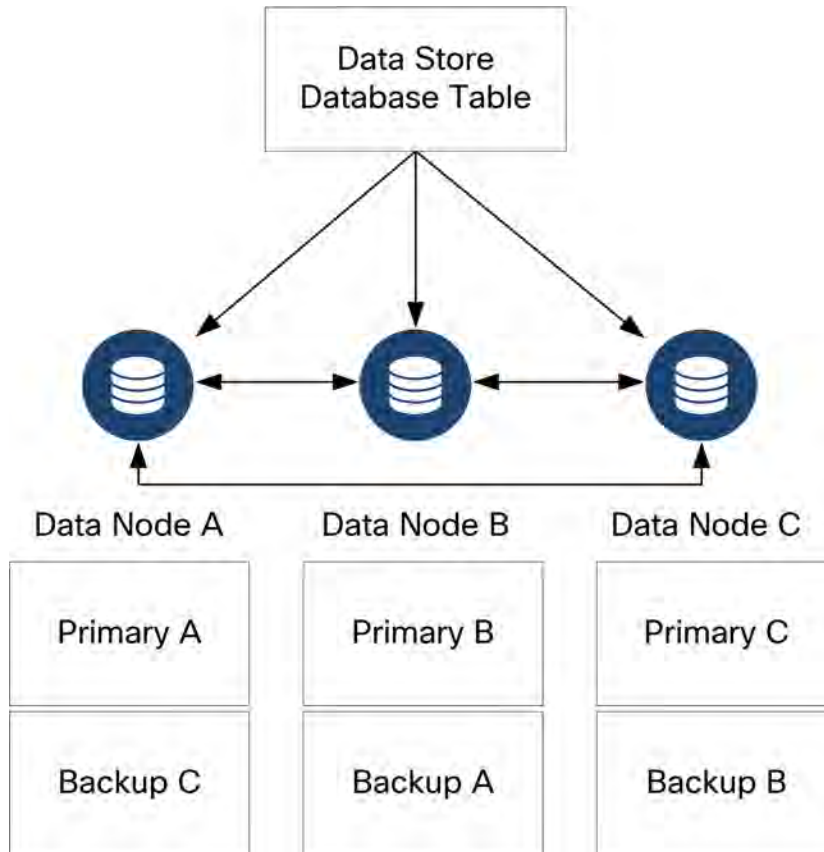 Data Store
Database Table
Data Node A
Data Node B
Data Node C
Primary A
Primary B
Primary C
Backup C
Backup A
Backup B